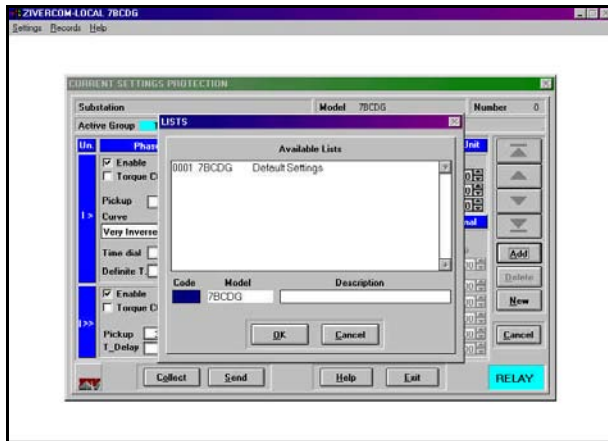 ZIVERCOM-LOCAL 7BCDG
Settings Records Help
CURRENT SETTINGS PROTECTION
Substation Model 7BCDG Number 0
Active Group
LISTS
Available Lists
0001 7BCDG Default Settings
Un.
Enable
Torque
Pickup
I >
Curve
Very Inverse
Time dial
Definite T.
Enable
Torque
I >>
Pickup
T_Delay
Unit
Code Model Description
7BCDG
OK Cancel
Add
Delete
New
Cancel
Collect Send Help Exit RELAY